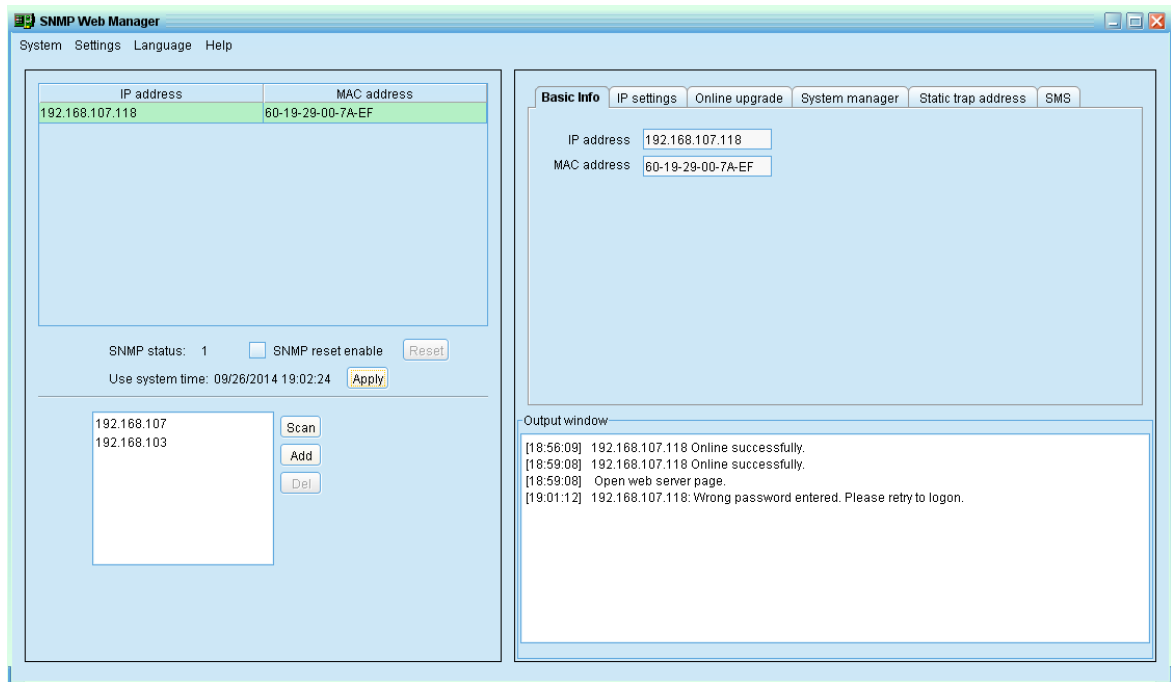 SNMP Web Manager
System Settings Language Help
IP address MAC address
192.168.107.118 60-19-29-00-7A-EF
SNMP status: 1 SNMP reset enable Reset
Use system time: 09/26/2014 19:02:24 Apply
192.168.107
192.168.103
Scan
Add
Del
Basic Info IP settings Online upgrade System manager Static trap address SMS
IP address 192.168.107.118
MAC address 60-19-29-00-7A-EF
Output window
[18:56:09] 192.168.107.118 Online successfully.
[18:59:08] 192.168.107.118 Online successfully.
[18:59:08] Open web server page.
[19:01:12] 192.168.107.118: Wrong password entered. Please retry to logon.